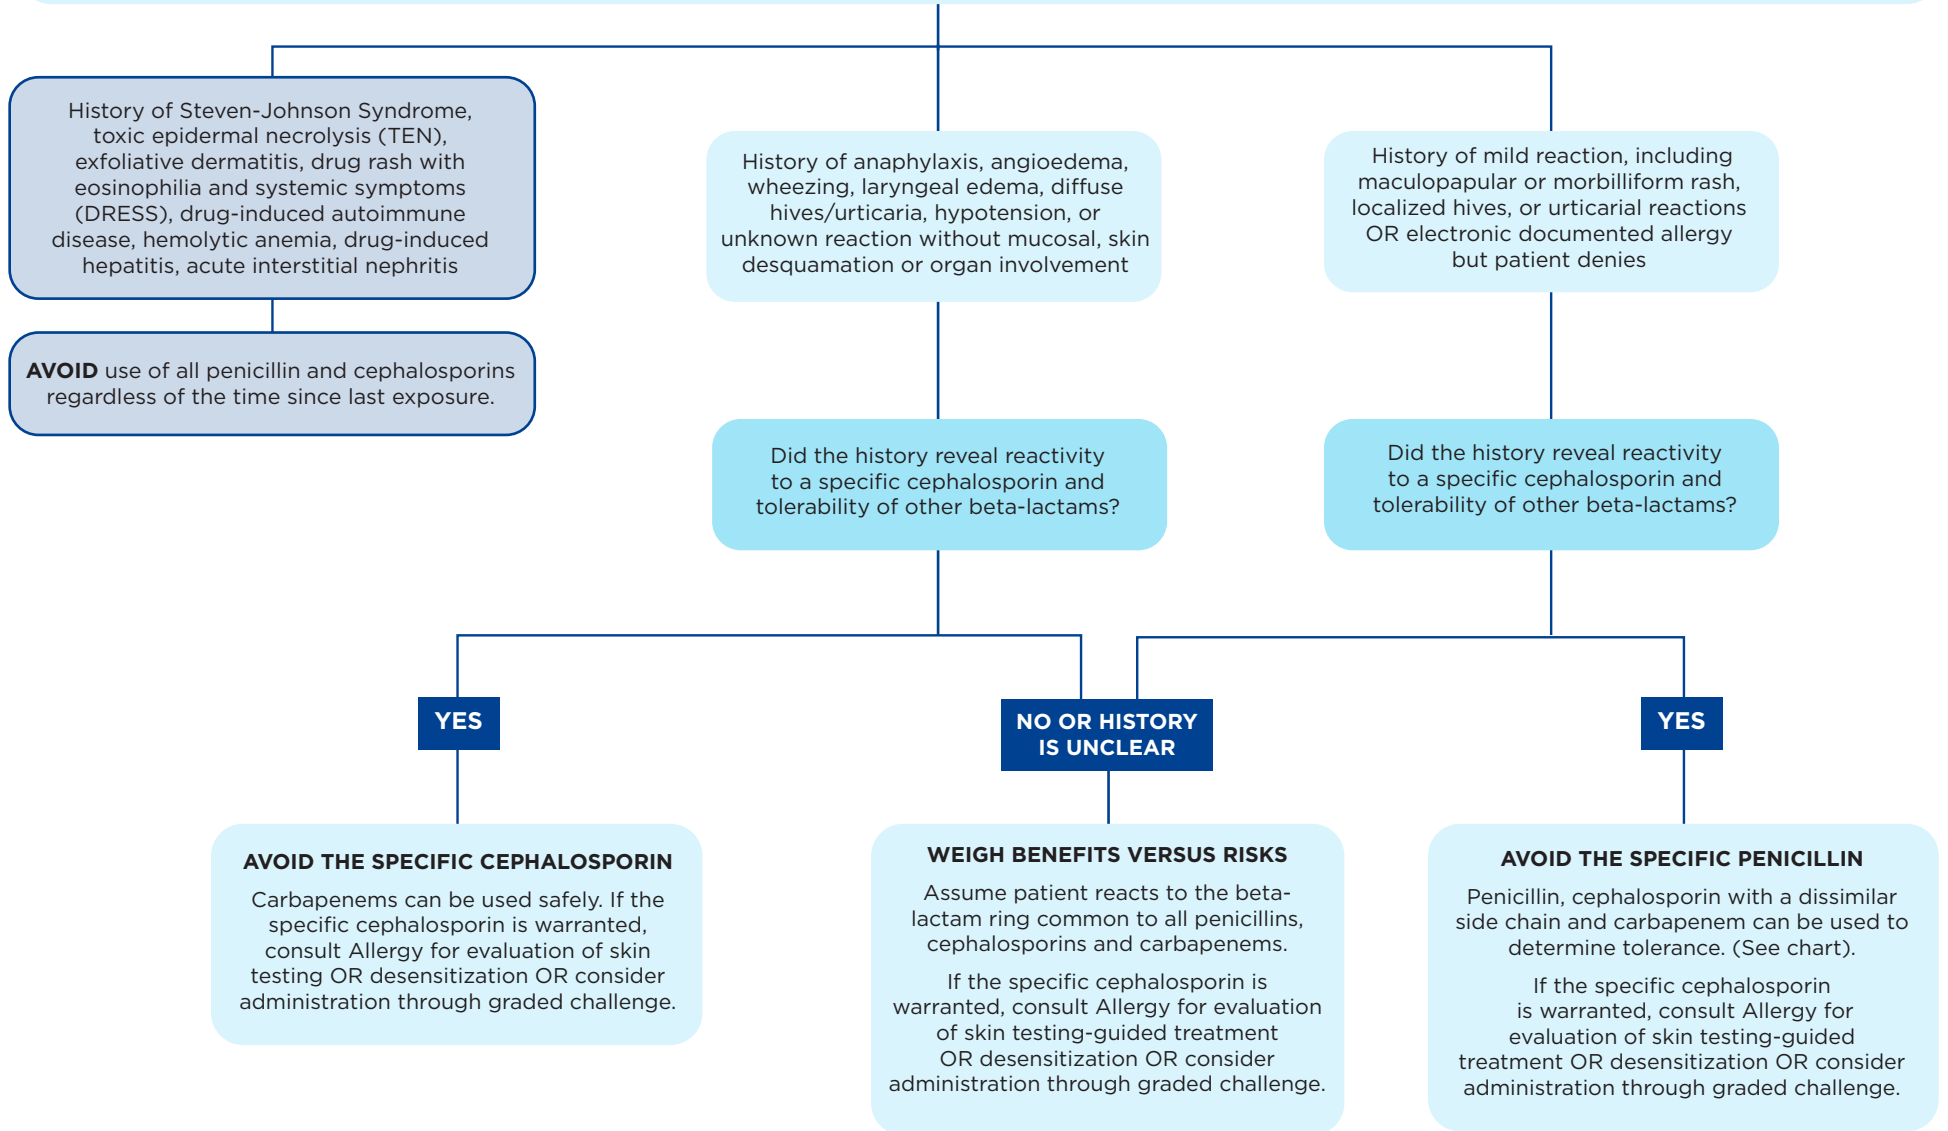 History of Steven-Johnson Syndrome,
toxic epidermal necrolysis (TEN),
exfoliative dermatitis, drug rash with
eosinophilia and systemic symptoms
(DRESS), drug-induced autoimmune
disease, hemolytic anemia, drug-induced
hepatitis, acute interstitial nephritis
AVOID use of all penicillin and cephalosporins
regardless of the time since last exposure.
History of anaphylaxis, angioedema,
wheezing, laryngeal edema, diffuse
hives/urticaria, hypotension, or
unknown reaction without mucosal, skin
desquamation or organ involvement
History of mild reaction, including
maculopapular or morbilliform rash,
localized hives, or urticarial reactions
OR electronic documented allergy
but patient denies
Did the history reveal reactivity
to a specific cephalosporin and
tolerability of other beta-lactams?
Did the history reveal reactivity
to a specific cephalosporin and
tolerability of other beta-lactams?
YES
NO OR HISTORY
IS UNCLEAR
YES
AVOID THE SPECIFIC CEPHALOSPORIN
Carbapenems can be used safely. If the
specific cephalosporin is warranted,
consult Allergy for evaluation of skin
testing OR desensitization OR consider
administration through graded challenge.
WEIGH BENEFITS VERSUS RISKS
Assume patient reacts to the beta-
lactam ring common to all penicillins,
cephalosporins and carbapenems.
If the specific cephalosporin is
warranted, consult Allergy for evaluation
of skin testing-guided treatment
OR desensitization OR consider
administration through graded challenge.
AVOID THE SPECIFIC PENICILLIN
Penicillin, cephalosporin with a dissimilar
side chain and carbapenem can be used to
determine tolerance. (See chart).
If the specific cephalosporin
is warranted, consult Allergy for
evaluation of skin testing-guided
treatment OR desensitization OR consider
administration through graded challenge.